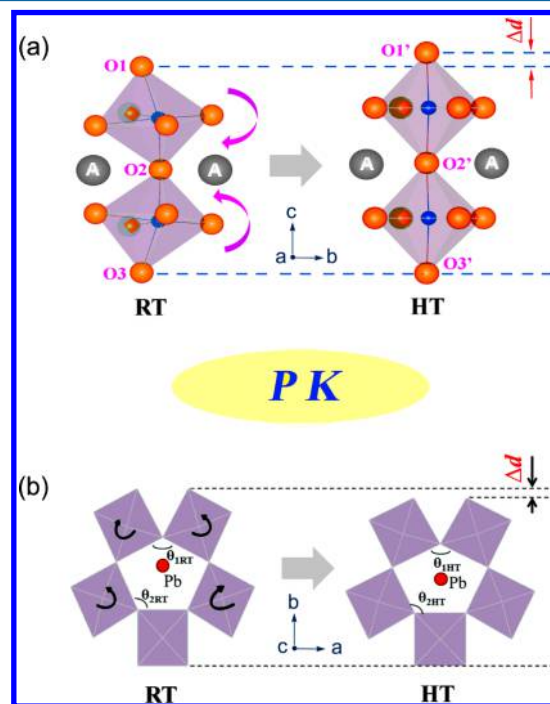 (a)
Δd
O1
O1'
A
O2
A
A
O2'
A
c
a
b
O3
O3'
RT
HT
P K
(b)
Δd
θ1RT
Pb
θ2RT
θ1HT
Pb
θ2HT
b
c
a
RT
HT